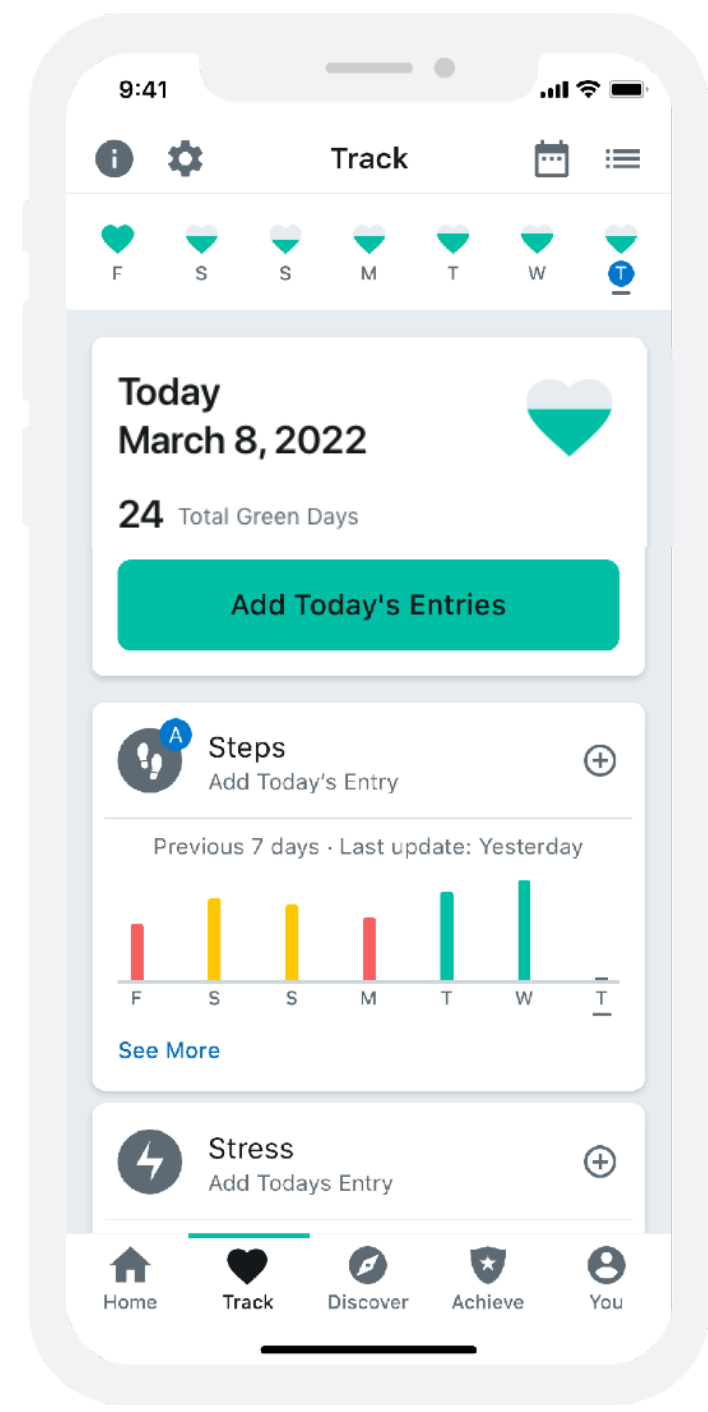 9:41
Track
F S S M T W T
Today
March 8, 2022
24 Total Green Days
Add Today's Entries
A
Steps
Add Today's Entry
Previous 7 days · Last update: Yesterday
F S S M T W T
See More
Stress
Add Todays Entry
Home Track Discover Achieve You